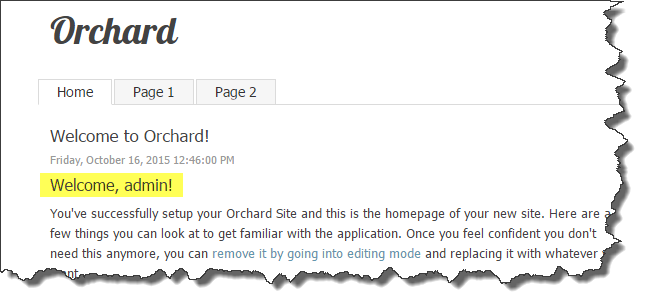 Orchard
Home Page 1 Page 2
Welcome to Orchard!
Friday, October 16, 2015 12:46:00 PM
Welcome, admin!
You've successfully setup your Orchard Site and this is the homepage of your new site. Here are a
few things you can look at to get familiar with the application. Once you feel confident you don't
need this anymore, you can remove it by going into editing mode and replacing it with whatever